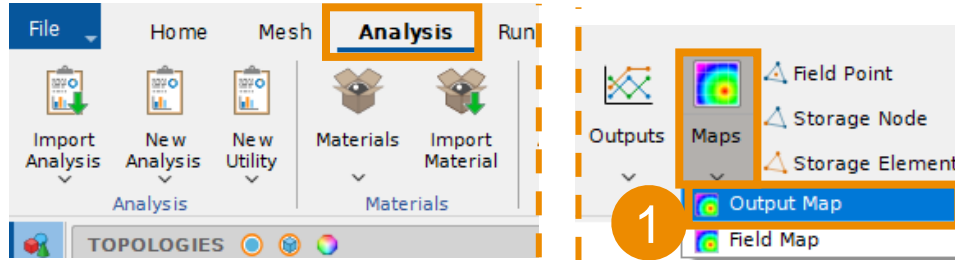 File Home Mesh Analysis Run
Import Analysis
New Analysis
New Utility
Materials
Import Material
Analysis
Materials
TOPOLOGIES
Outputs
Maps
Field Point
Storage Node
Storage Element
1
Output Map
Field Map